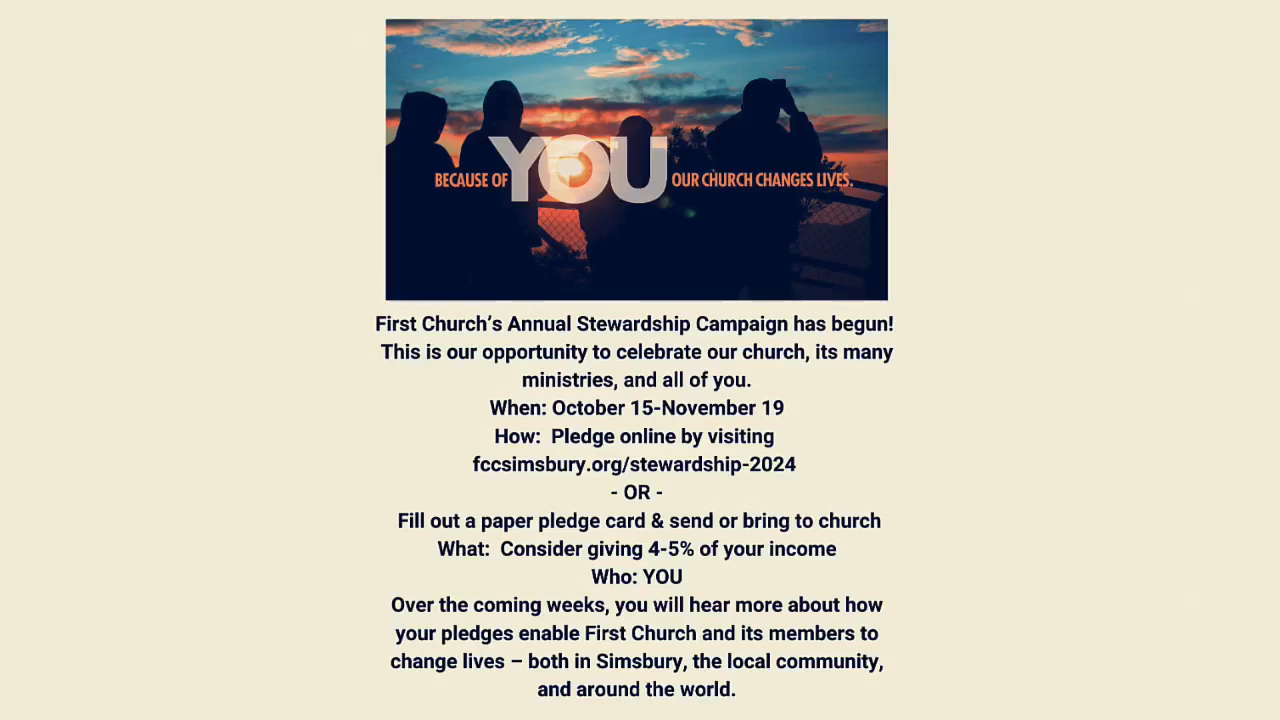 BECAUSE OF YOU OUR CHURCH CHANGES LIVES.
First Church’s Annual Stewardship Campaign has begun!
This is our opportunity to celebrate our church, its many
ministries, and all of you.
When: October 15-November 19
How:  Pledge online by visiting
fccsimsbury.org/stewardship-2024
- OR -
Fill out a paper pledge card & send or bring to church
What:  Consider giving 4-5% of your income
Who: YOU
Over the coming weeks, you will hear more about how
your pledges enable First Church and its members to
change lives – both in Simsbury, the local community,
and around the world.